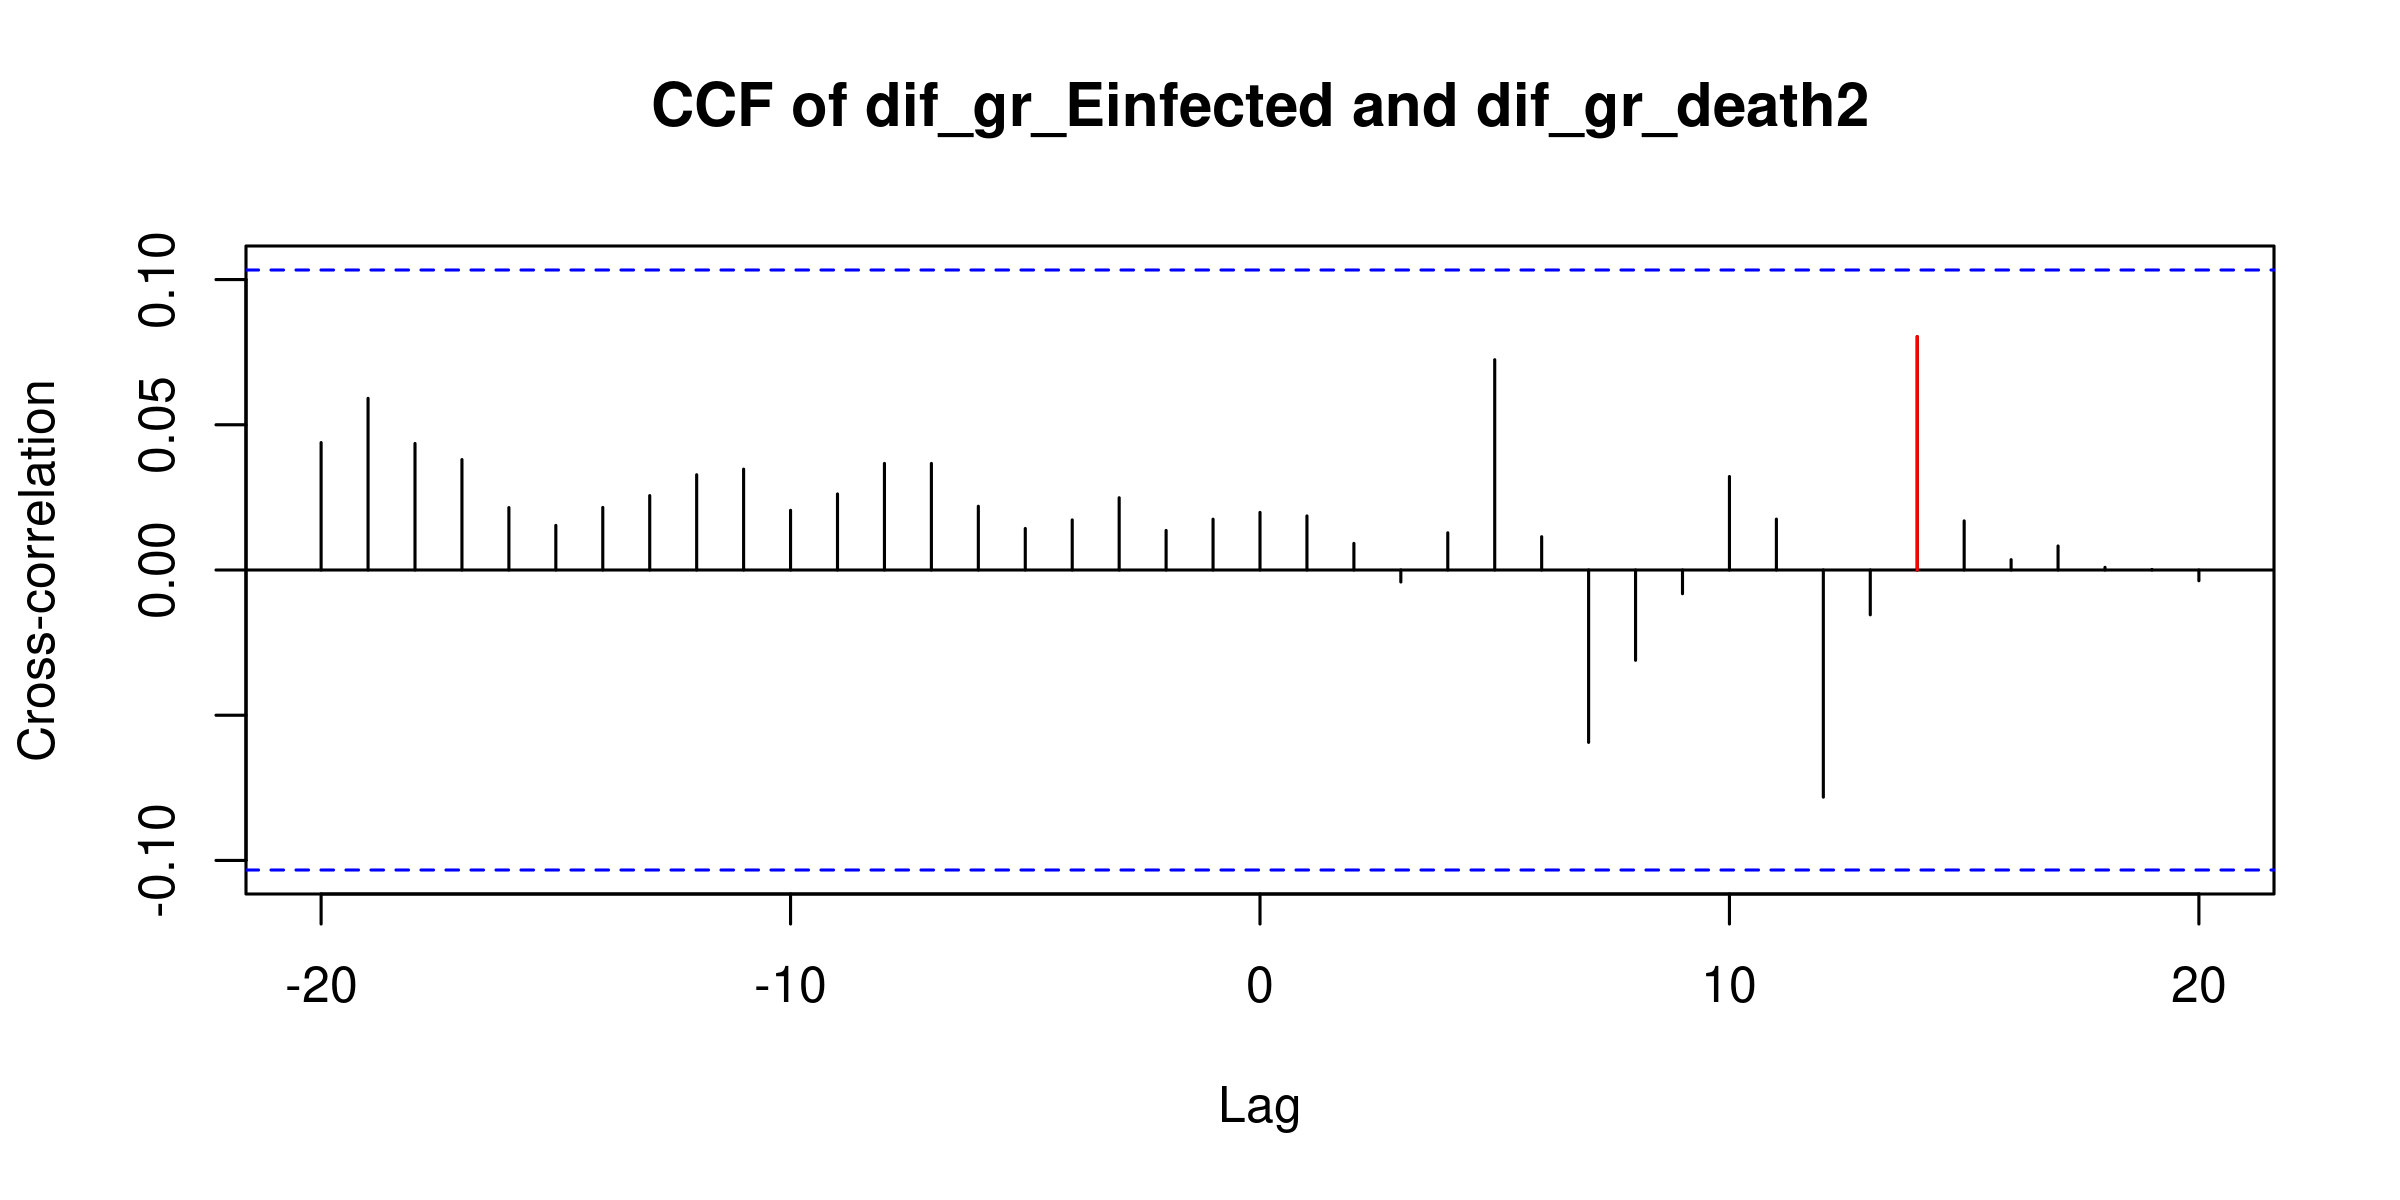 CCF of dif_gr_Einfected and dif_gr_death2
Cross-correlation
0.10
0.05
0.00
-0.10
-20 -10 0 10 20
Lag